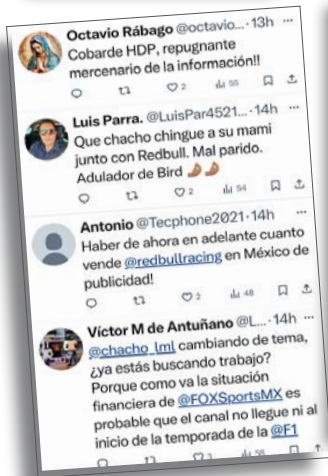 Octavio Rábago @octavio... · 13h ...
Cobarde HDP, repugnante
mercenario de la información!!
2 55
Luis Parra. @LuisPar4521... · 14h ...
Que chacho chingue a su mami
junto con Redbull. Mal parido.
Adulador de Bird
2 54
Antonio @Tecphone2021 · 14h ...
Haber de ahora en adelante cuanto
vende @redbullracing en México de
publicidad!
2 48
Víctor M de Antuñano @L... · 14h ...
@chacho_lml cambiando de tema,
¿ya estás buscando trabajo?
Porque como va la situación
financiera de @FOXSportsMX es
probable que el canal no llegue ni al
inicio de la temporada de la @F1